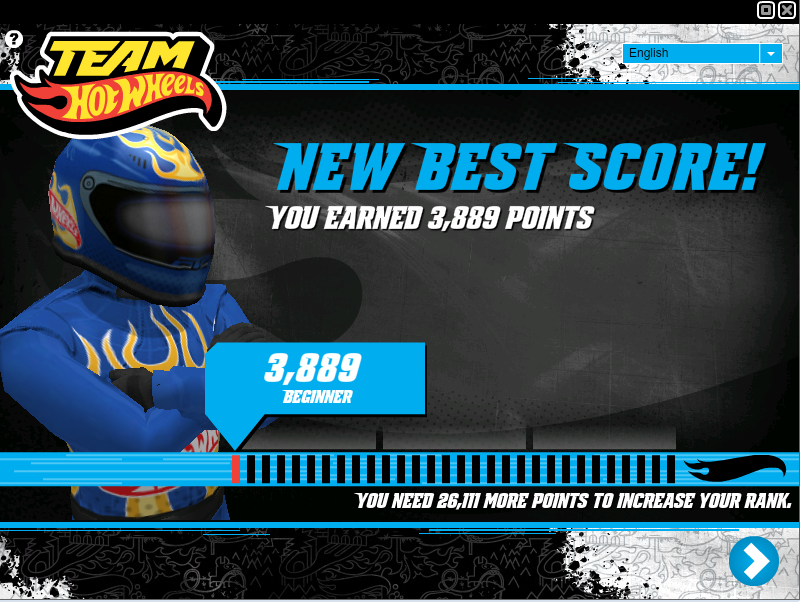 ?
English
TEAM
HOT WHEELS
NEW BEST SCORE!
YOU EARNED 3,889 POINTS
3,889
BEGINNER
YOU NEED 26,111 MORE POINTS TO INCREASE YOUR RANK.